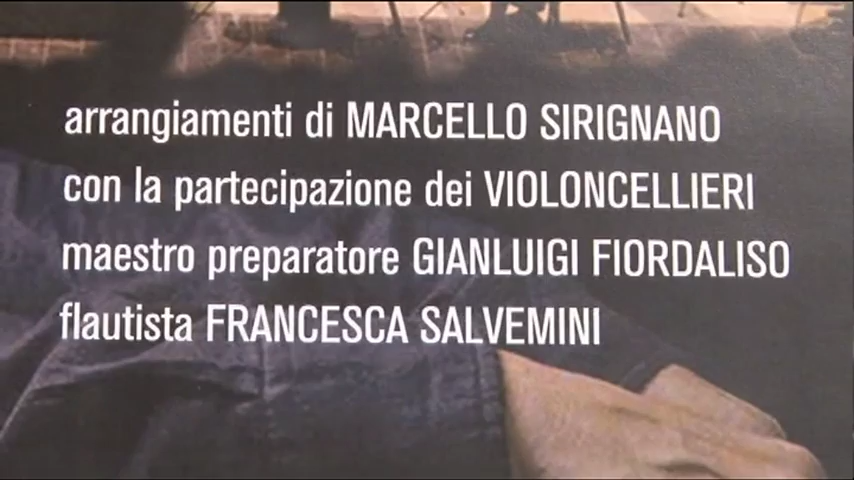 arrangiamenti di MARCELLO SIRIGNANO
con la partecipazione dei VIOLONCELLIERI
maestro preparatore GIANLUIGI FIORDALISO
flautista FRANCESCA SALVEMINI